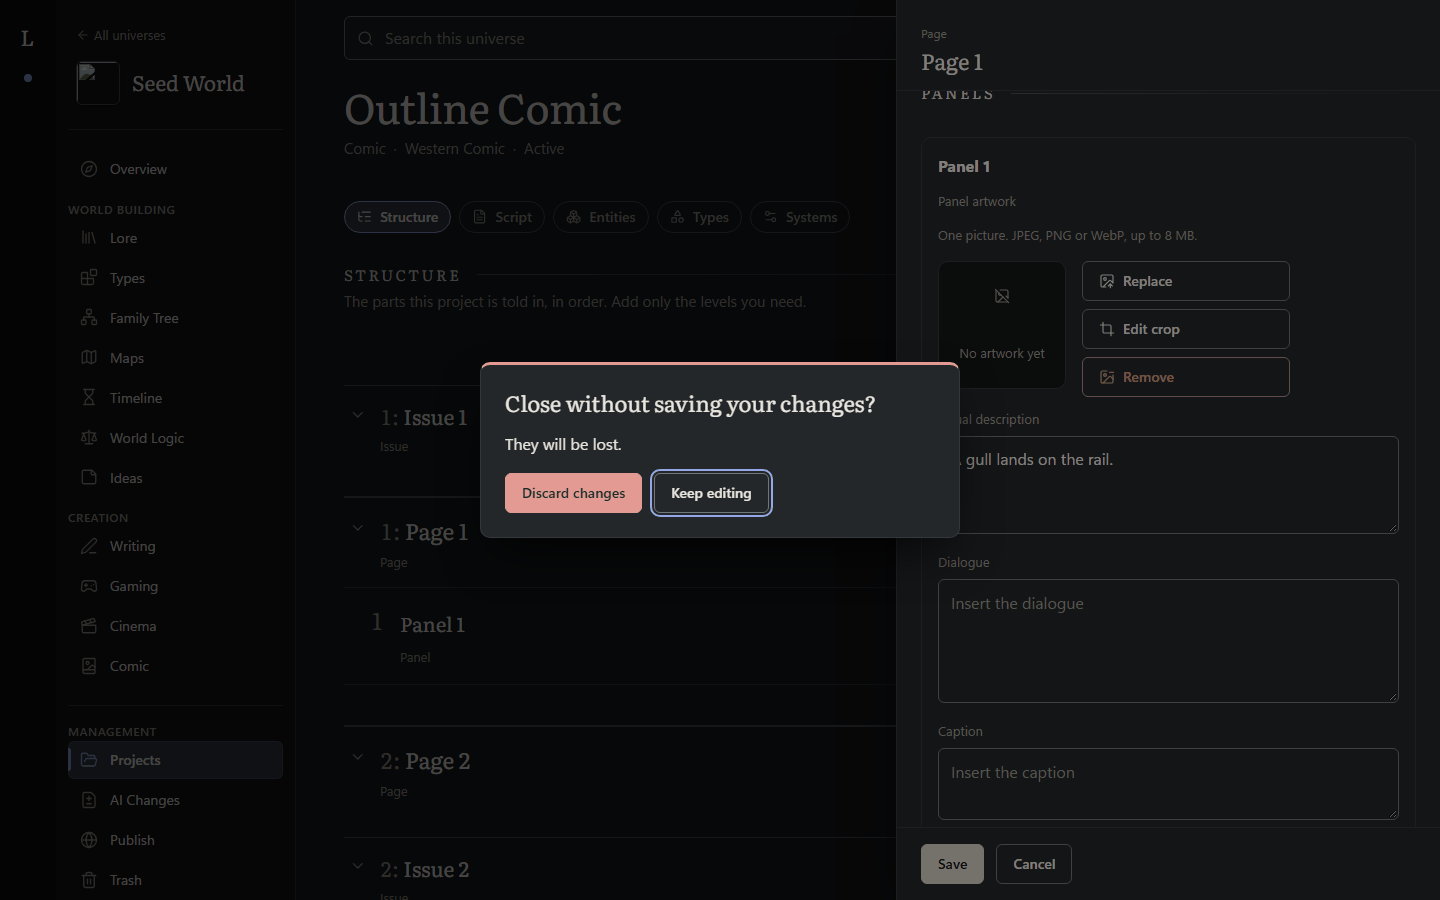 L
All universes
Seed World
Overview
WORLD BUILDING
Lore
Types
Family Tree
Maps
Timeline
World Logic
Ideas
CREATION
Writing
Gaming
Cinema
Comic
MANAGEMENT
Projects
AI Changes
Publish
Trash
Search this universe
Outline Comic
Comic · Western Comic · Active
Structure
Script
Entities
Types
Systems
STRUCTURE
The parts this project is told in, in order. Add only the levels you need.
1: Issue 1
Issue
1: Page 1
Page
1 Panel 1
Panel
2: Page 2
Page
2: Issue 2
Issue
Close without saving your changes?
They will be lost.
Discard changes
Keep editing
Page
Page 1
PANELS
Panel 1
Panel artwork
One picture. JPEG, PNG or WebP, up to 8 MB.
No artwork yet
Replace
Edit crop
Remove
description
gull lands on the rail.
Dialogue
Insert the dialogue
Caption
Insert the caption
Save
Cancel